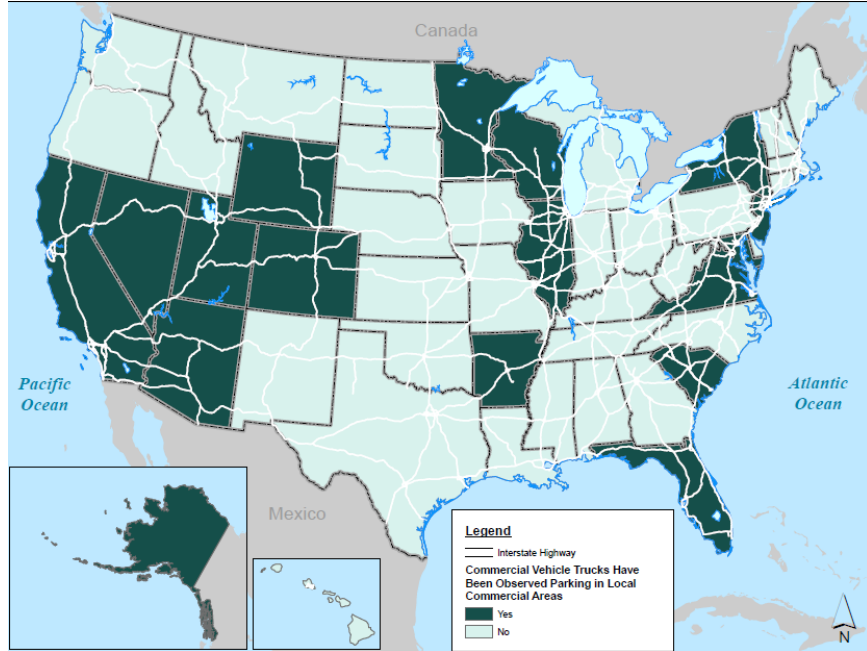 Canada
Pacific
Ocean
Atlantic
Ocean
Mexico
Legend
Interstate Highway
Commercial Vehicle Trucks Have
Been Observed Parking in Local
Commercial Areas
Yes
No
N